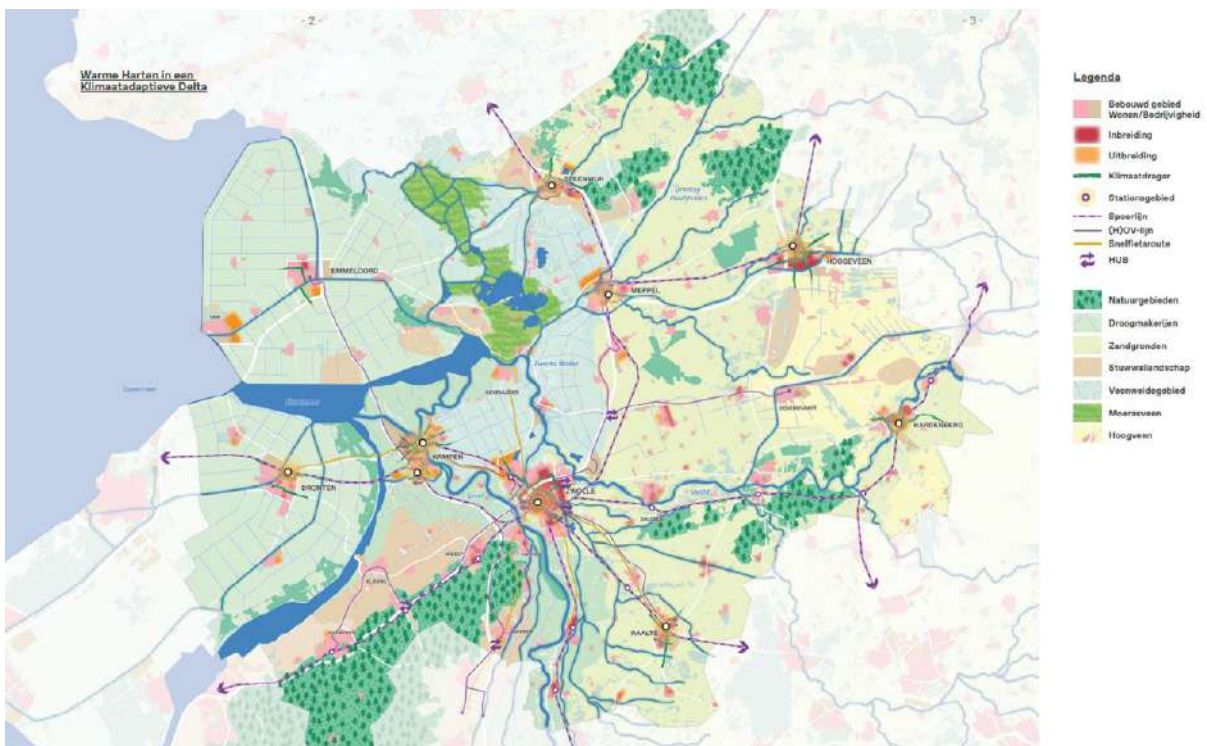 - 2 -
- 3 -
Warme Harten in een
Klimaatadaptieve Delta
STEENWIJK
EMMELOORD
HOOGEVEEN
MEPPEL
Zwarte Water
HARDENBERG
KAMPEN
DRONTEN
ZWOLLE
Vecht
RAALTE
Legenda
Bebouwd gebied
Wonen/Bedrijvigheid
Inbreiding
Uitbreiding
Klimaatdrager
Stationsgebied
Spoorlijn
(H)OV-lijn
Snelfietsroute
HUB
Natuurgebieden
Droogmakerijen
Zandgronden
Stuwwallandschap
Veenweidegebied
Moerasveen
Hoogveen